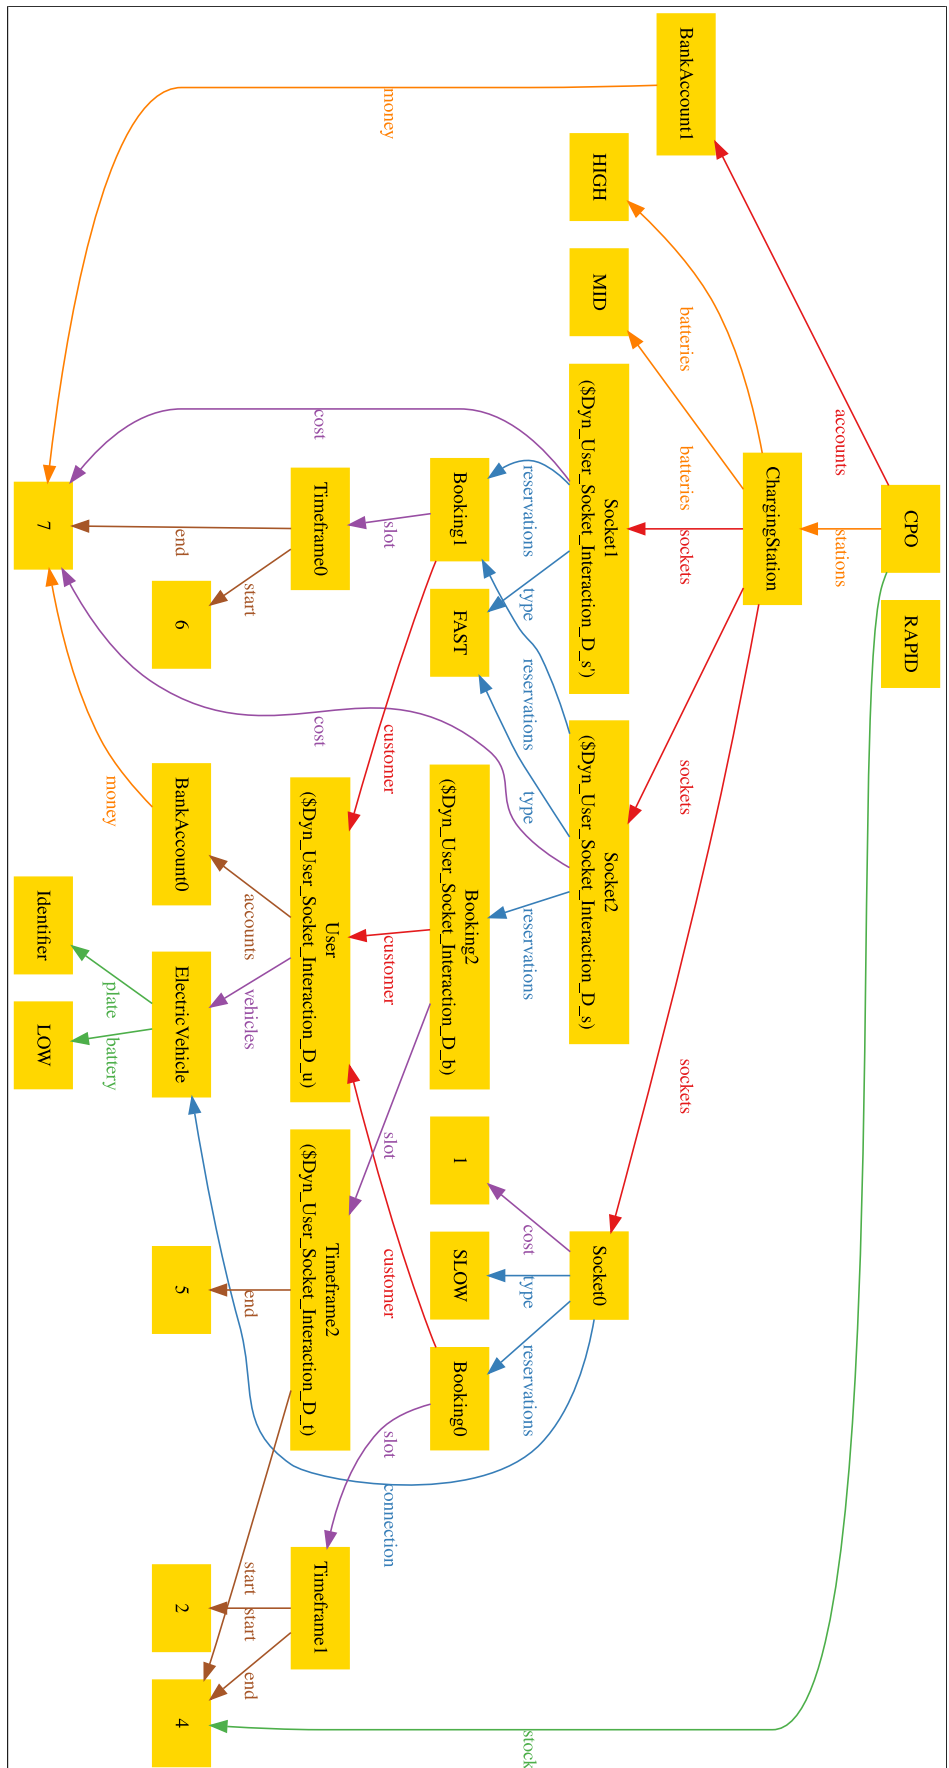 CPO
RAPID
accounts
stations
BankAccount1
ChargingStation
batteries
batteries
sockets
sockets
sockets
stock
HIGH
MID
Socket1
($Dyn_User_Socket_Interaction_D_s')
Socket2
($Dyn_User_Socket_Interaction_D_s)
Socket0
reservations
type
reservations
type
reservations
cost
type
reservations
Booking1
FAST
Booking2
($Dyn_User_Socket_Interaction_D_b)
1
SLOW
Booking0
money
cost
slot
cost
customer
customer
slot
customer
slot
connection
Timeframe0
User
($Dyn_User_Socket_Interaction_D_u)
Timeframe2
($Dyn_User_Socket_Interaction_D_t)
Timeframe1
end
start
accounts
vehicles
end
start
start
end
6
BankAccount0
ElectricVehicle
5
2
4
money
plate
battery
7
Identifier
LOW